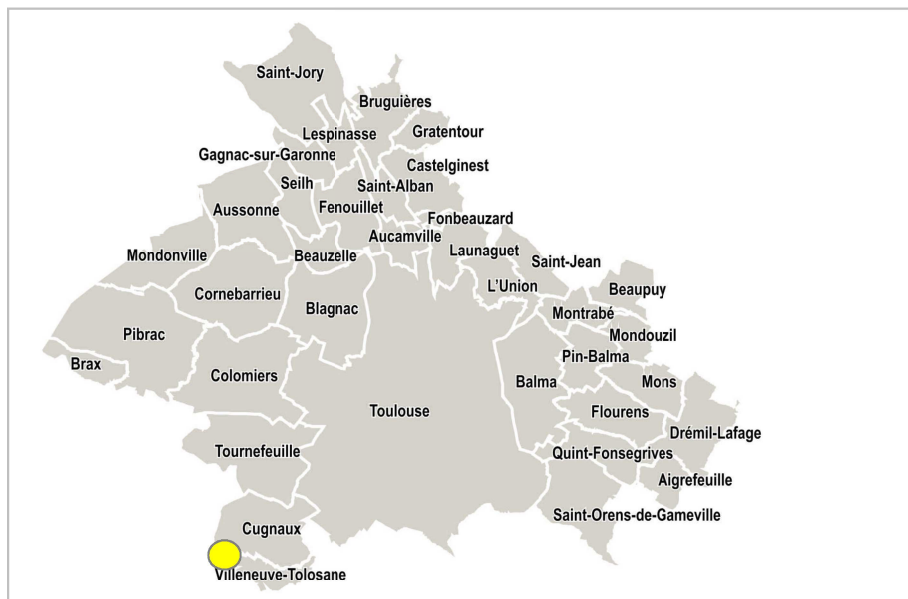 Saint-Jory
Bruguières
Lespinasse
Gratentour
Gagnac-sur-Garonne
Castelginest
Seilh
Saint-Alban
Aussonne
Fenouillet
Fonbeauzard
Aucamville
Launaguet
Mondonville
Beauzelle
Saint-Jean
L'Union
Beaupuy
Cornebarrieu
Blagnac
Montrabé
Pibrac
Mondouzil
Pin-Balma
Brax
Colomiers
Balma
Mons
Toulouse
Flourens
Drémil-Lafage
Tournefeuille
Quint-Fonsegrives
Aigrefeuille
Saint-Orens-de-Gameville
Cugnaux
Villeneuve-Tolosane